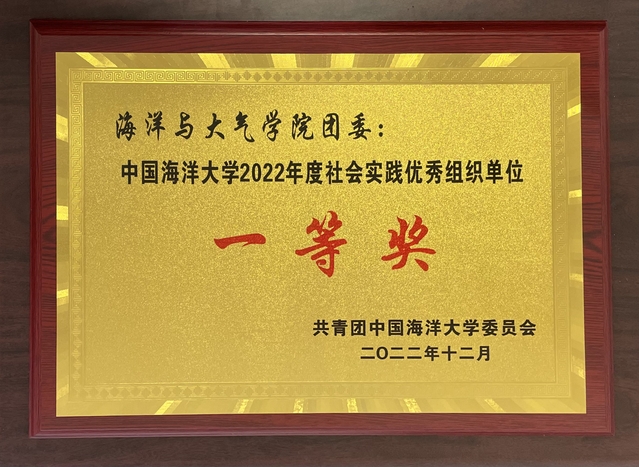 海洋与大气学院团委：
中国海洋大学2022年度社会实践优秀组织单位
一等奖
共青团中国海洋大学委员会
二〇二二年十二月